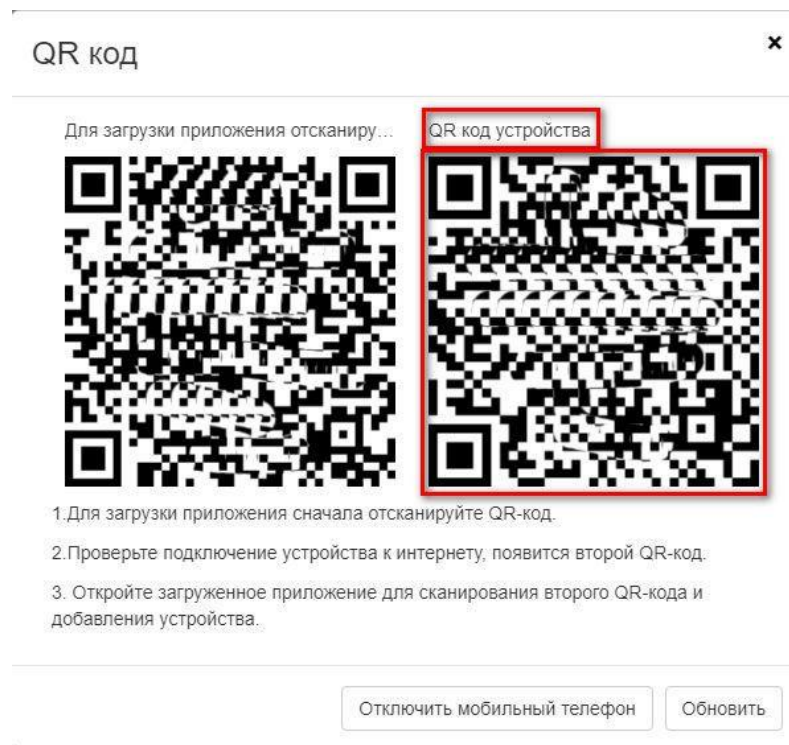 QR код
Для загрузки приложения отсканиру...
QR код устройства
1.Для загрузки приложения сначала отсканируйте QR-код.
2.Проверьте подключение устройства к интернету, появится второй QR-код.
3. Откройте загруженное приложение для сканирования второго QR-кода и
добавления устройства.
Отключить мобильный телефон
Обновить